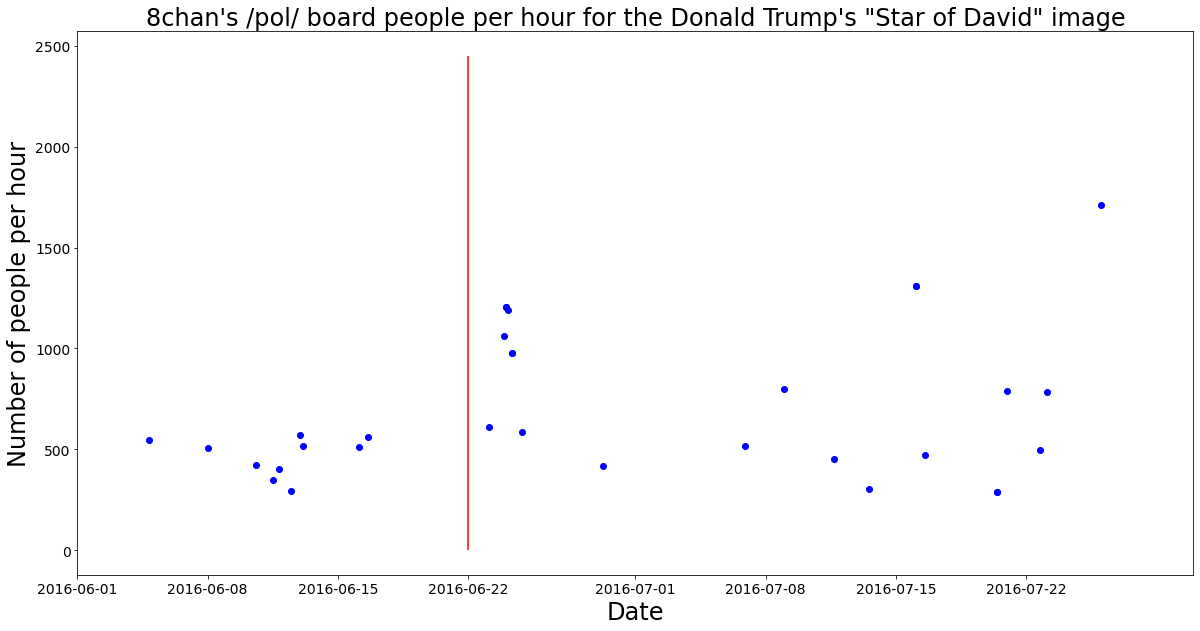 8chan's /pol/ board people per hour for the Donald Trump's "Star of David" image
Number of people per hour
2500
2000
1500
1000
500
0
2016-06-01 2016-06-08 2016-06-15 2016-06-22 2016-07-01 2016-07-08 2016-07-15 2016-07-22
Date